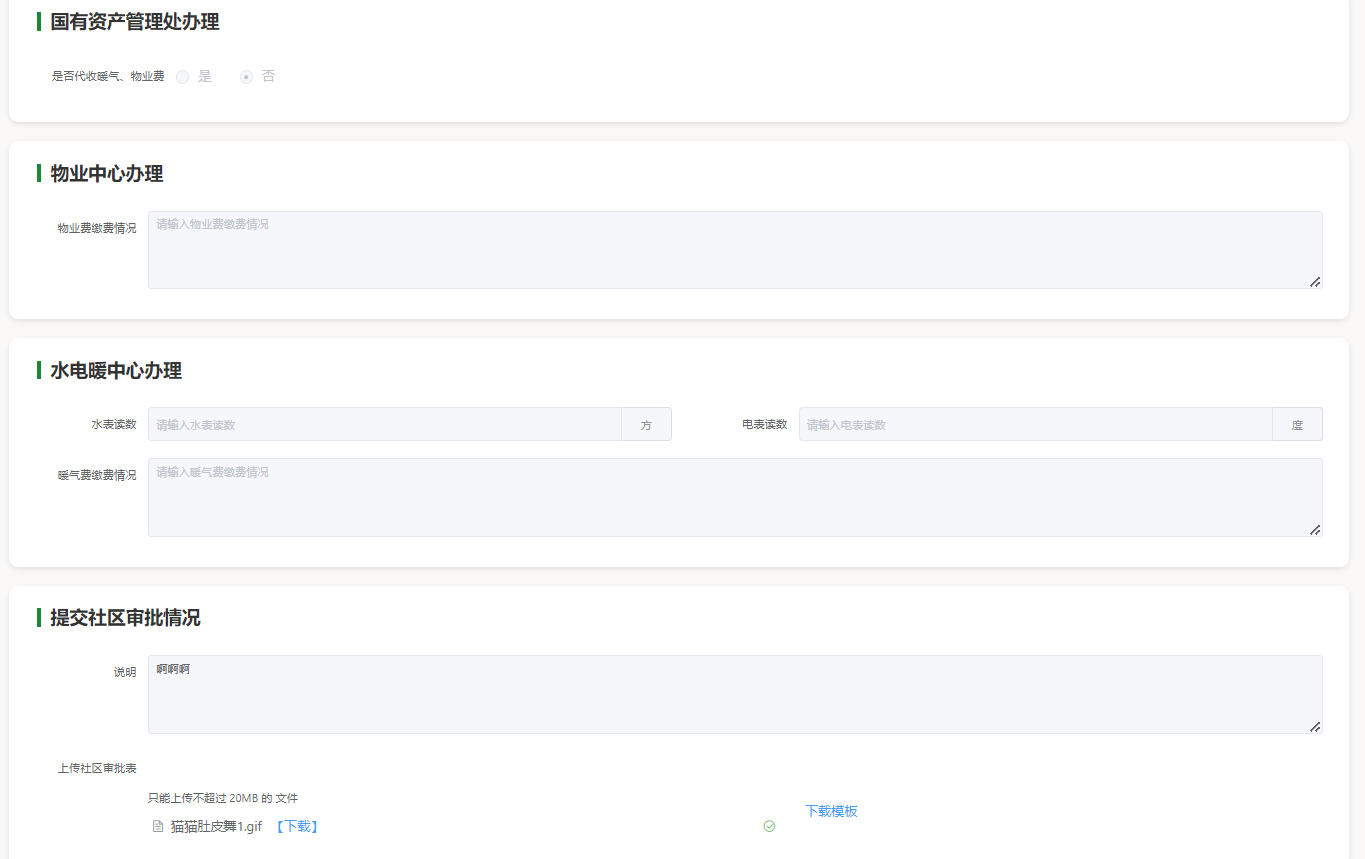 国有资产管理处办理
是否代收暖气、物业费 是 否
物业中心办理
物业费缴费情况 请输入物业费缴费情况
水电暖中心办理
水表读数 请输入水表读数 方 电表读数 请输入电表读数 度
暖气费缴费情况 请输入暖气费缴费情况
提交社区审批情况
说明 啊啊啊
上传社区审批表
只能上传不超过 20MB 的 文件
下载模板
猫猫肚皮舞1.gif 【下载】